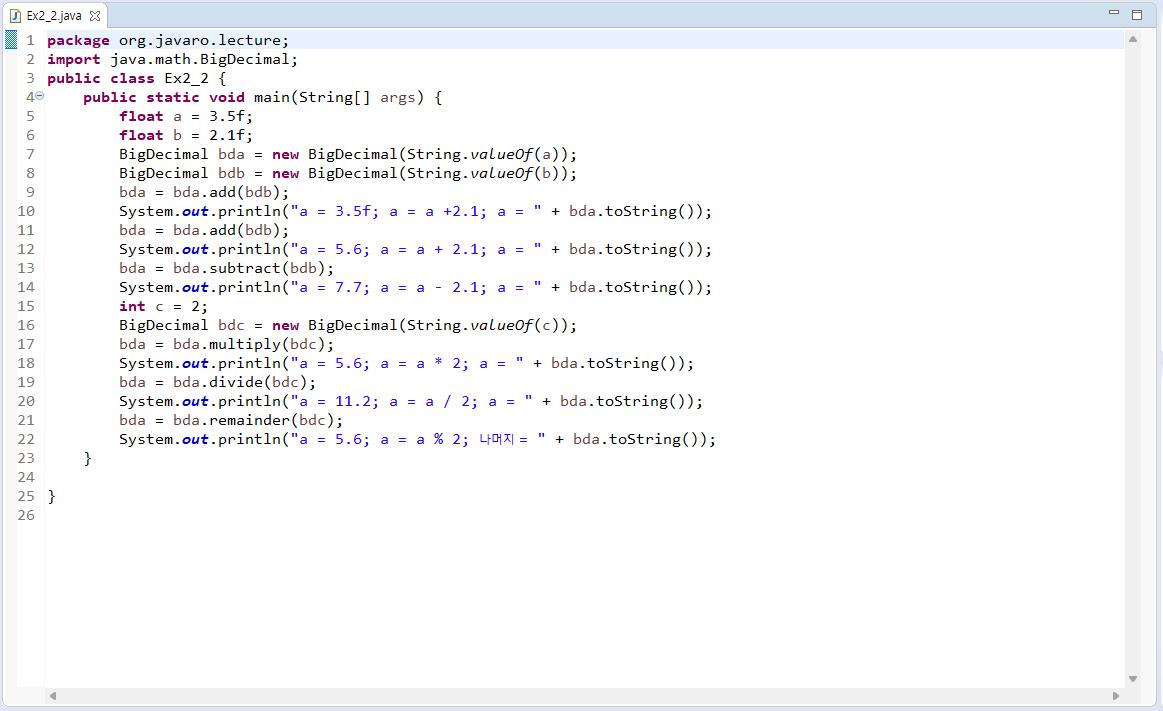 Ex2_2.java
1 package org.javaro.lecture;
2 import java.math.BigDecimal;
3 public class Ex2_2 {
4 public static void main(String[] args) {
5 float a = 3.5f;
6 float b = 2.1f;
7 BigDecimal bda = new BigDecimal(String.valueOf(a));
8 BigDecimal bdb = new BigDecimal(String.valueOf(b));
9 bda = bda.add(bdb);
10 System.out.println("a = 3.5f; a = a +2.1; a = " + bda.toString());
11 bda = bda.add(bdb);
12 System.out.println("a = 5.6; a = a + 2.1; a = " + bda.toString());
13 bda = bda.subtract(bdb);
14 System.out.println("a = 7.7; a = a - 2.1; a = " + bda.toString());
15 int c = 2;
16 BigDecimal bdc = new BigDecimal(String.valueOf(c));
17 bda = bda.multiply(bdc);
18 System.out.println("a = 5.6; a = a * 2; a = " + bda.toString());
19 bda = bda.divide(bdc);
20 System.out.println("a = 11.2; a = a / 2; a = " + bda.toString());
21 bda = bda.remainder(bdc);
22 System.out.println("a = 5.6; a = a % 2; 나머지 = " + bda.toString());
23 }
24
25 }
26